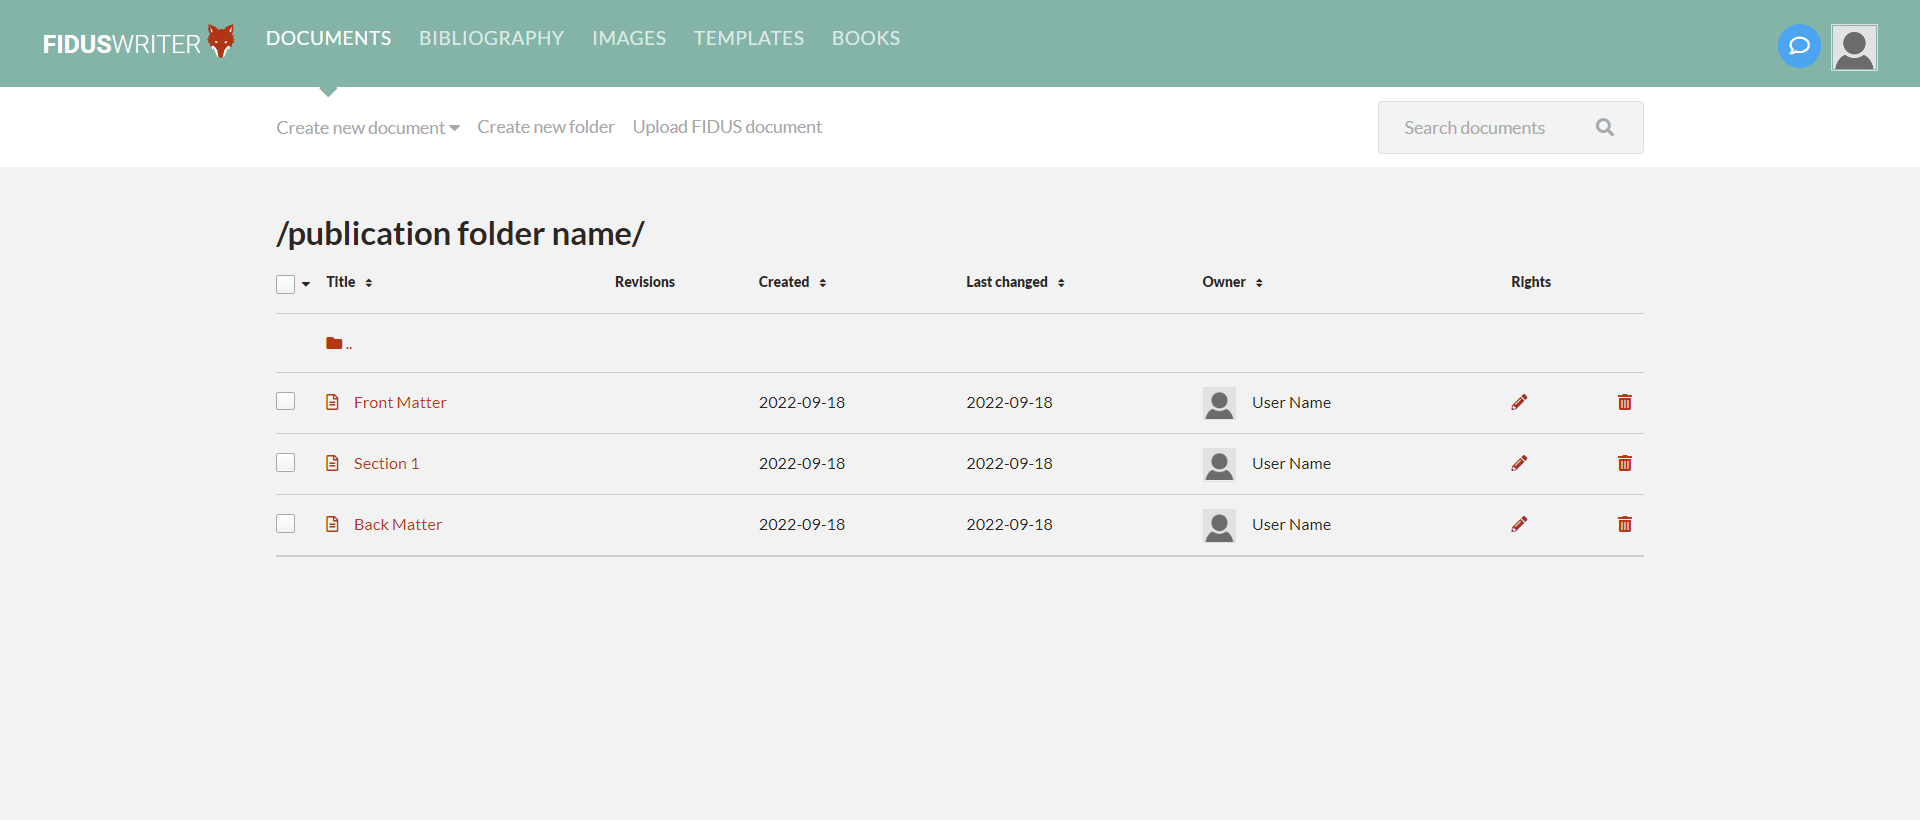 FIDUSWRITER DOCUMENTS BIBLIOGRAPHY IMAGES TEMPLATES BOOKS
Create new document Create new folder Upload FIDUS document Search documents
/publication folder name/
Title Revisions Created Last changed Owner Rights
..
Front Matter 2022-09-18 2022-09-18 User Name
Section 1 2022-09-18 2022-09-18 User Name
Back Matter 2022-09-18 2022-09-18 User Name